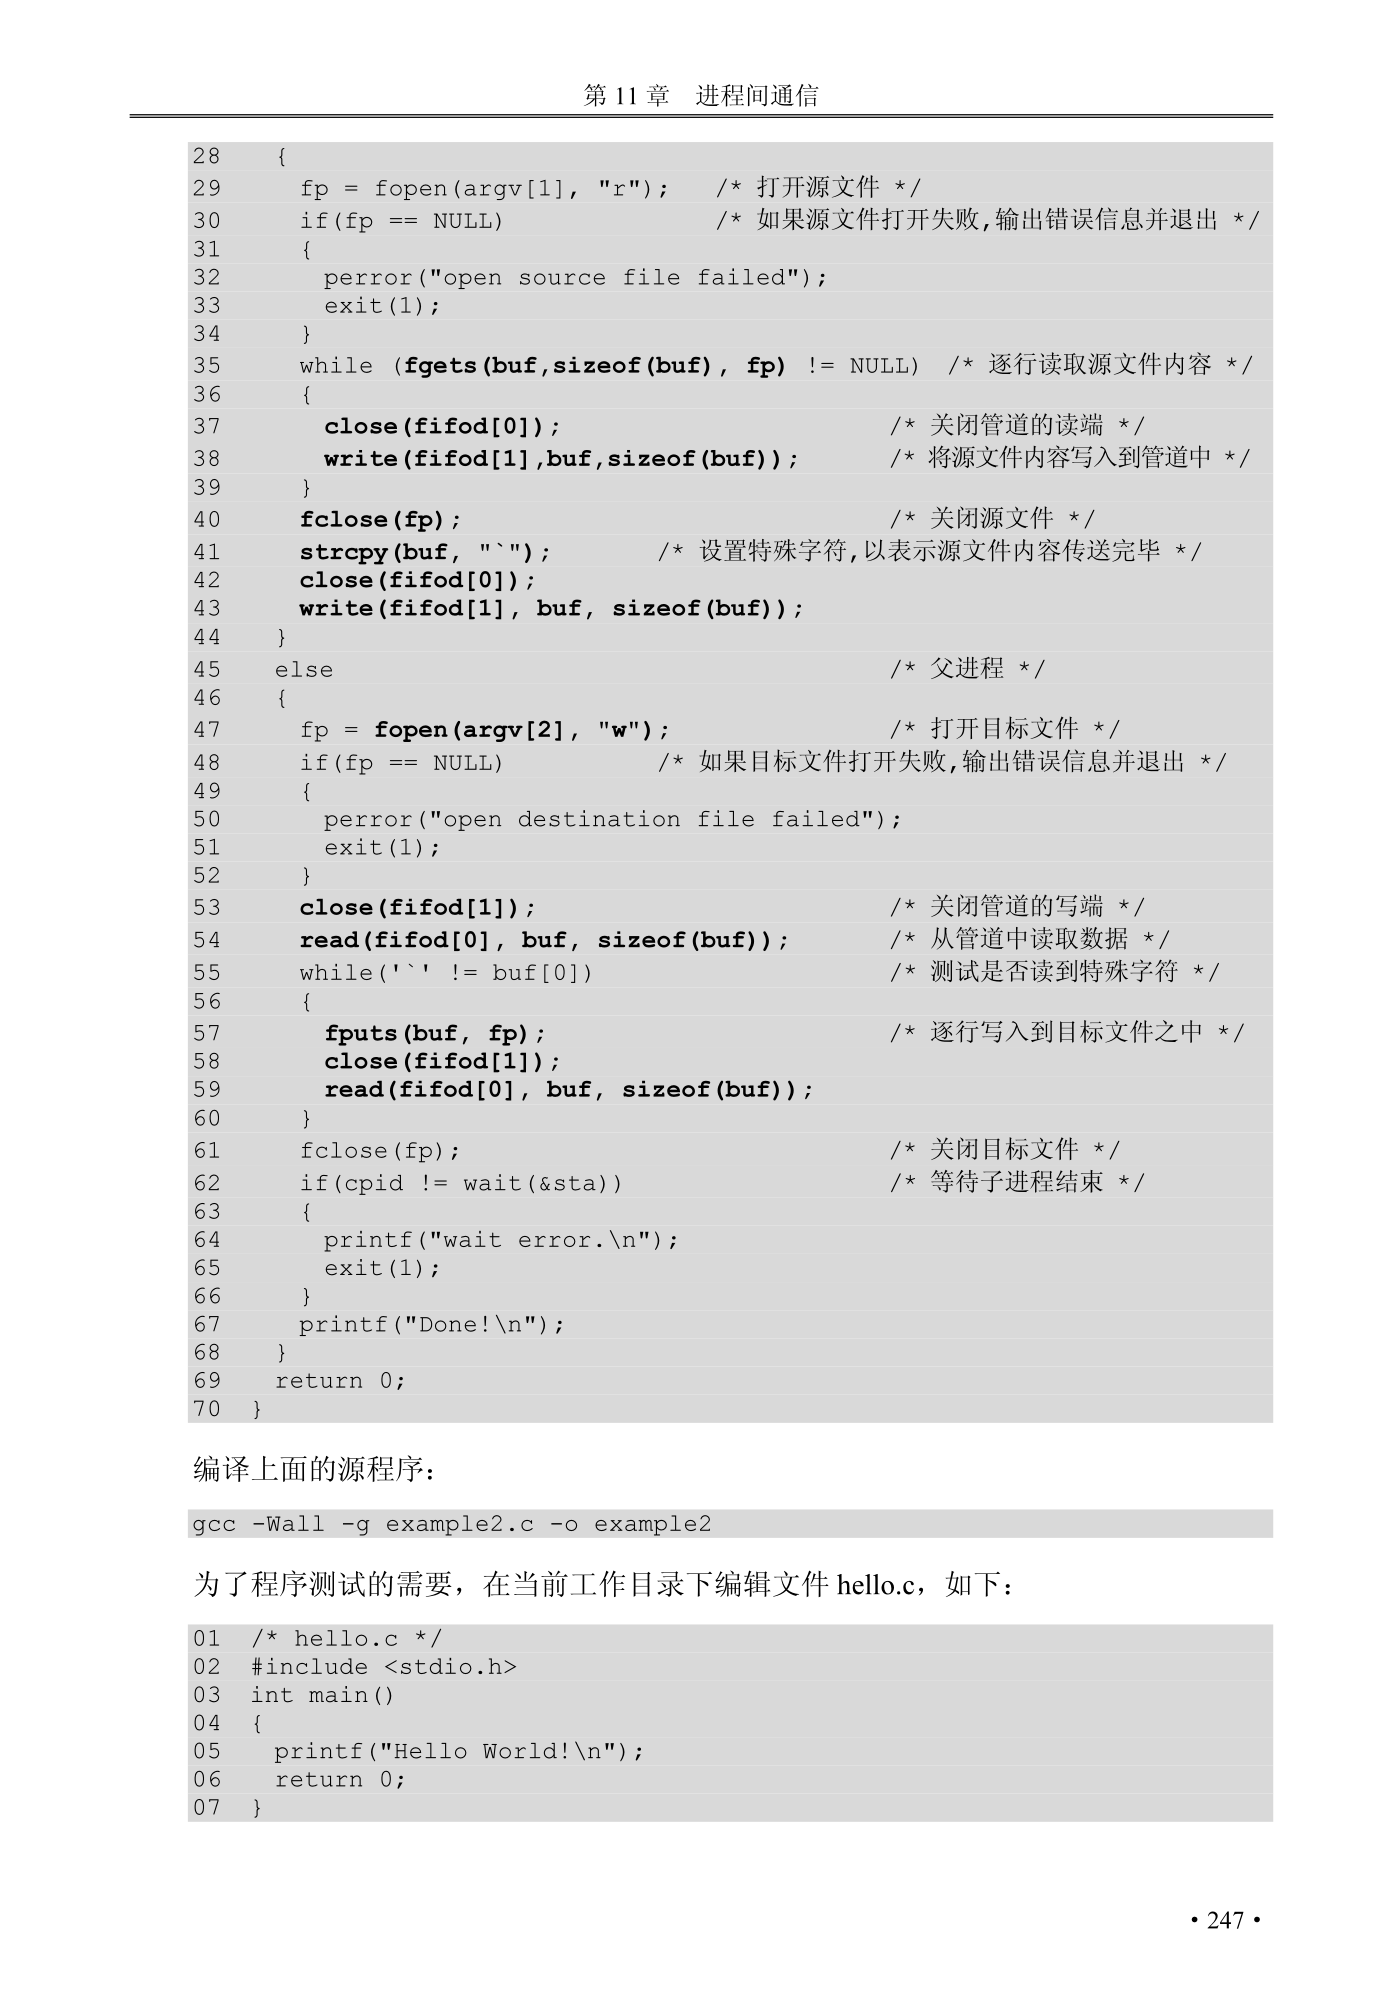 第 11 章　进程间通信
28    {
29      fp = fopen(argv[1], "r");   /* 打开源文件 */
30      if(fp == NULL)              /* 如果源文件打开失败,输出错误信息并退出 */
31      {
32        perror("open source file failed");
33        exit(1);
34      }
35      while (fgets(buf,sizeof(buf), fp) != NULL)  /* 逐行读取源文件内容 */
36      {
37        close(fifod[0]);                      /* 关闭管道的读端 */
38        write(fifod[1],buf,sizeof(buf));      /* 将源文件内容写入到管道中 */
39      }
40      fclose(fp);                             /* 关闭源文件 */
41      strcpy(buf, "`");        /* 设置特殊字符,以表示源文件内容传送完毕 */
42      close(fifod[0]);
43      write(fifod[1], buf, sizeof(buf));
44    }
45    else                                      /* 父进程 */
46    {
47      fp = fopen(argv[2], "w");               /* 打开目标文件 */
48      if(fp == NULL)           /* 如果目标文件打开失败,输出错误信息并退出 */
49      {
50        perror("open destination file failed");
51        exit(1);
52      }
53      close(fifod[1]);                        /* 关闭管道的写端 */
54      read(fifod[0], buf, sizeof(buf));       /* 从管道中读取数据 */
55      while('`' != buf[0])                    /* 测试是否读到特殊字符 */
56      {
57        fputs(buf, fp);                       /* 逐行写入到目标文件之中 */
58        close(fifod[1]);
59        read(fifod[0], buf, sizeof(buf));
60      }
61      fclose(fp);                             /* 关闭目标文件 */
62      if(cpid != wait(&sta))                  /* 等待子进程结束 */
63      {
64        printf("wait error.\n");
65        exit(1);
66      }
67      printf("Done!\n");
68    }
69    return 0;
70  }
编译上面的源程序：
gcc -Wall -g example2.c -o example2
为了程序测试的需要，在当前工作目录下编辑文件 hello.c，如下：
01  /* hello.c */
02  #include <stdio.h>
03  int main()
04  {
05    printf("Hello World!\n");
06    return 0;
07  }
· 247 ·